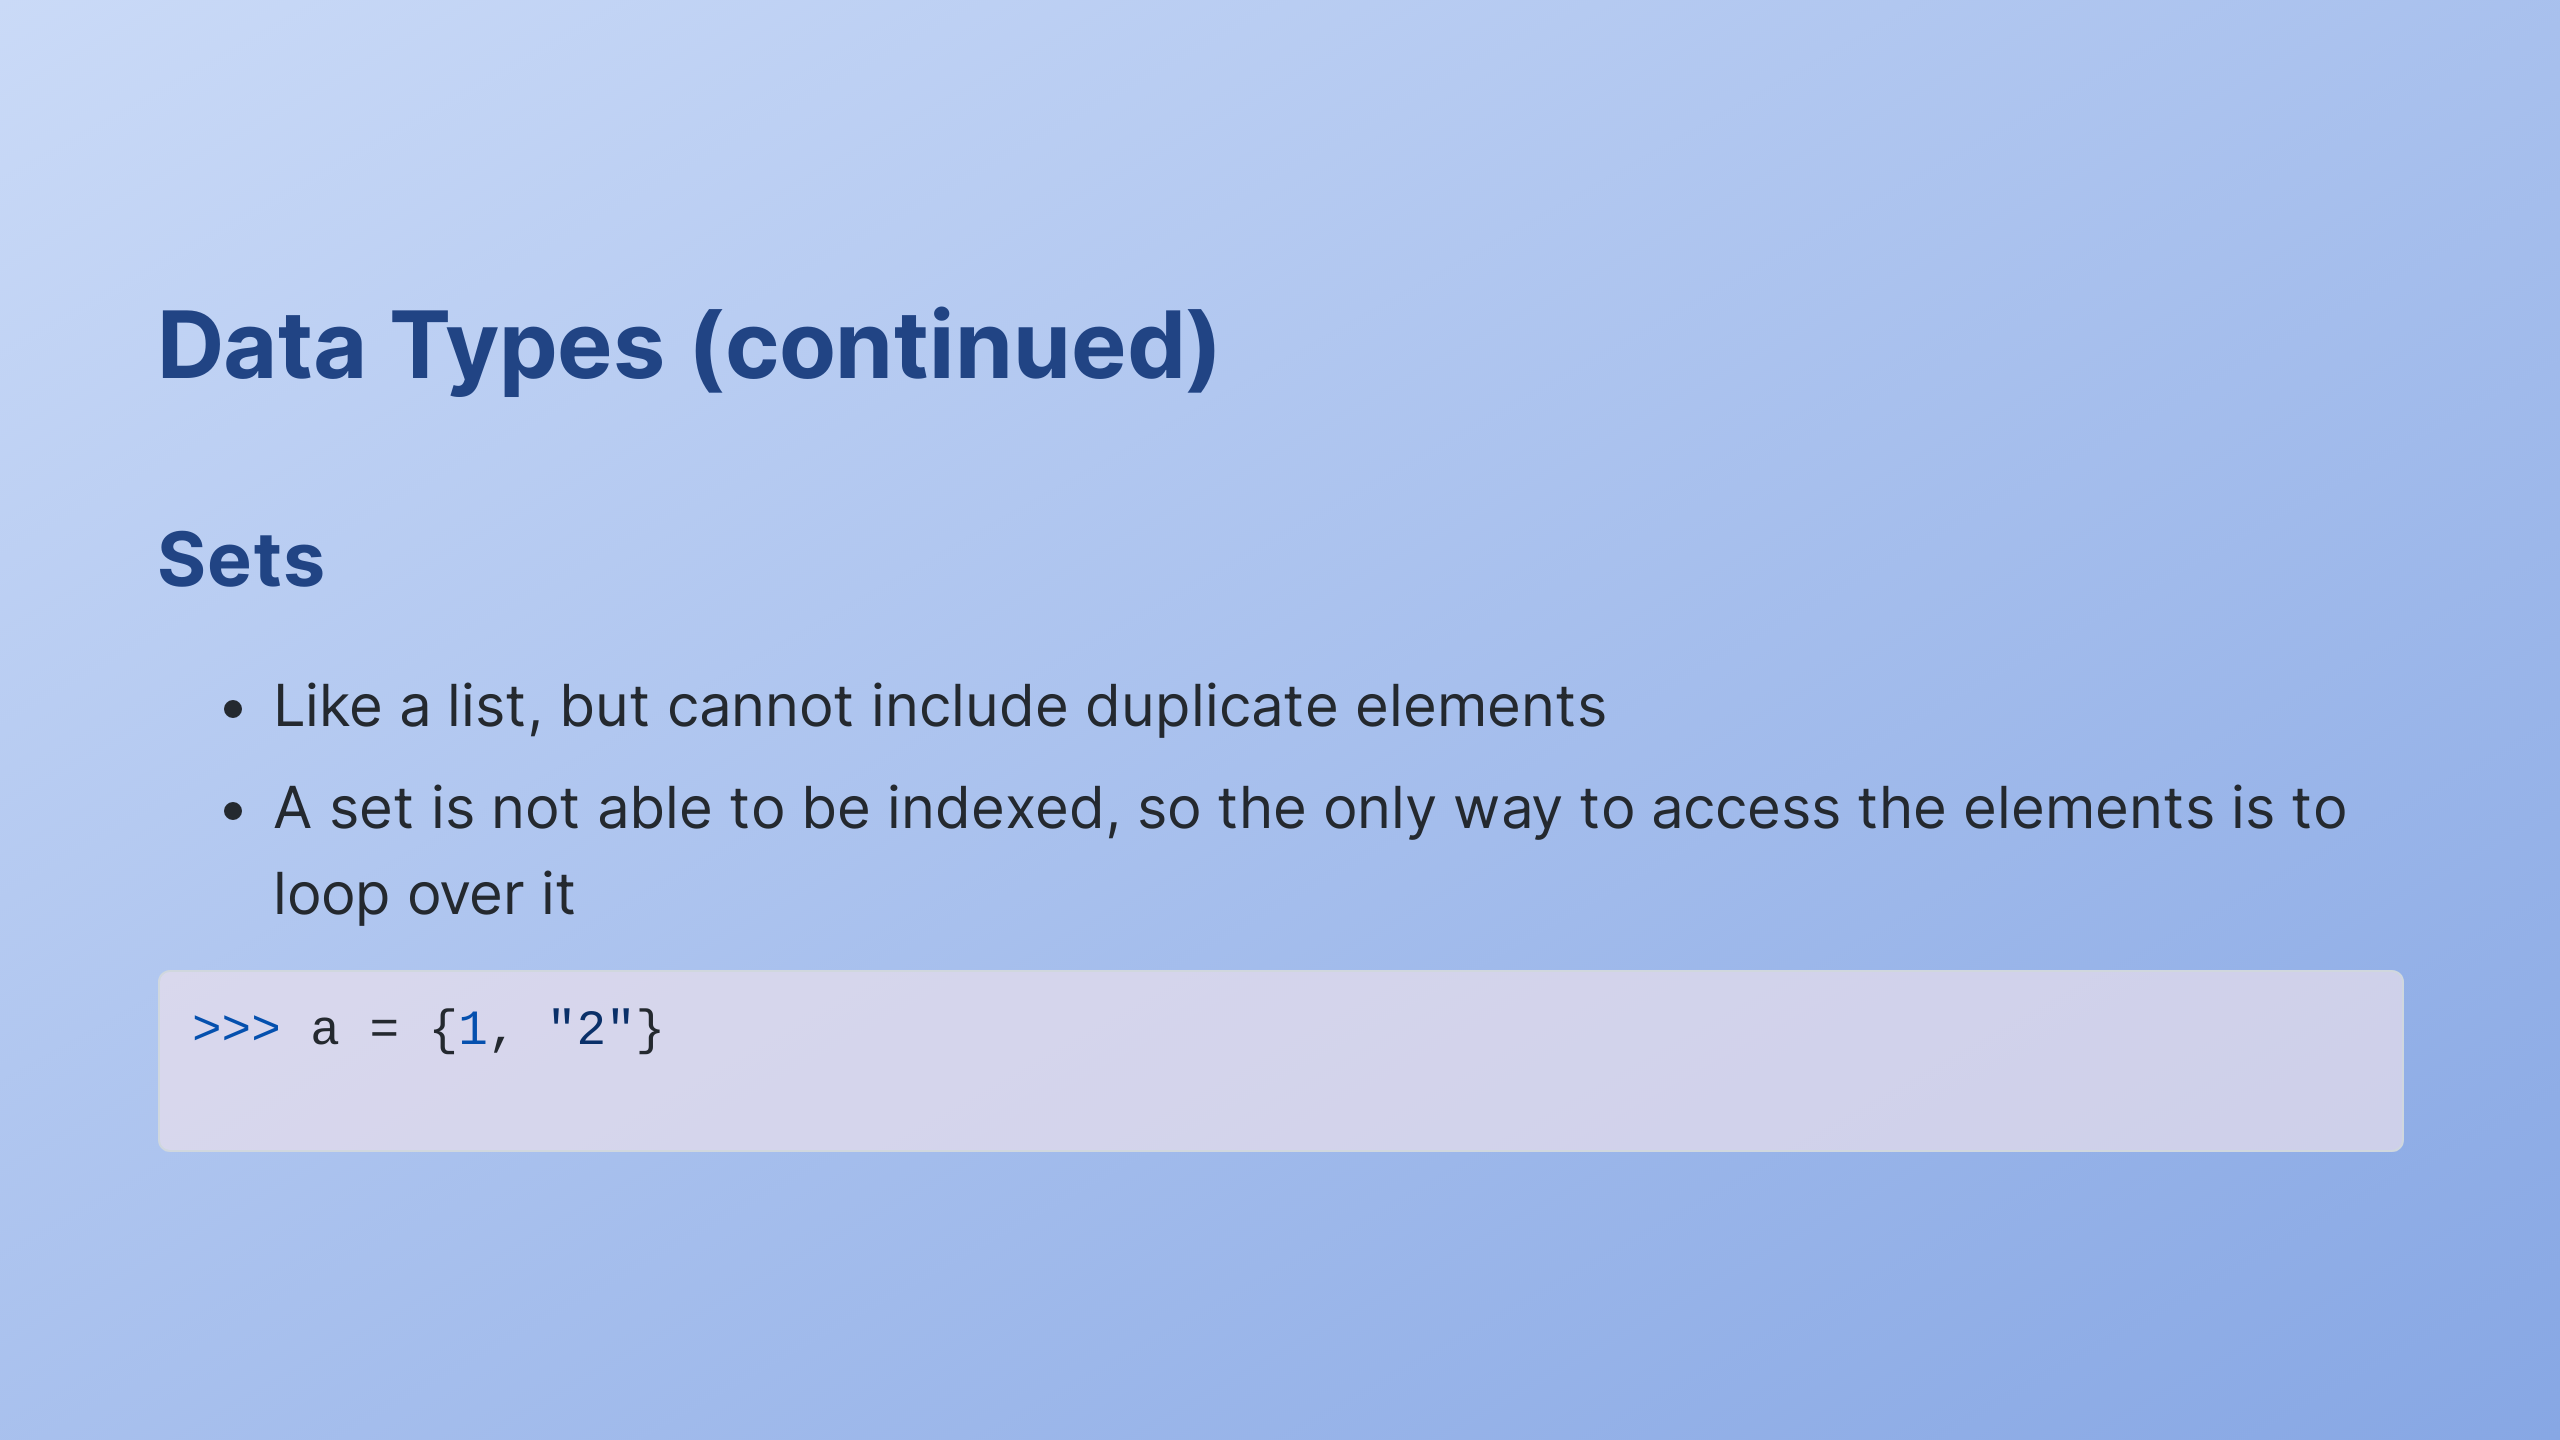 Data Types (continued)
Sets
• Like a list, but cannot include duplicate elements
• A set is not able to be indexed, so the only way to access the elements is to
loop over it
>>> a = {1, "2"}